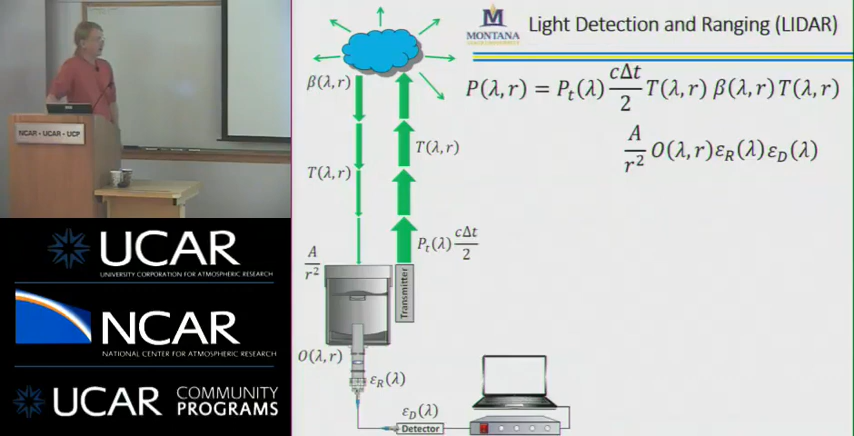 MONTANA
Light Detection and Ranging (LIDAR)
P(λ, r) = P_t(λ) cΔt/2 T(λ, r) β(λ, r) T(λ, r)
A/r² O(λ, r) ε_R(λ) ε_D(λ)
β(λ, r)
T(λ, r)
T(λ, r)
P_t(λ) cΔt/2
A/r²
Transmitter
O(λ, r)
ε_R(λ)
ε_D(λ)
Detector
NCAR · UCAR · UCP
UCAR
UNIVERSITY CORPORATION FOR ATMOSPHERIC RESEARCH
NCAR
NATIONAL CENTER FOR ATMOSPHERIC RESEARCH
UCAR COMMUNITY PROGRAMS